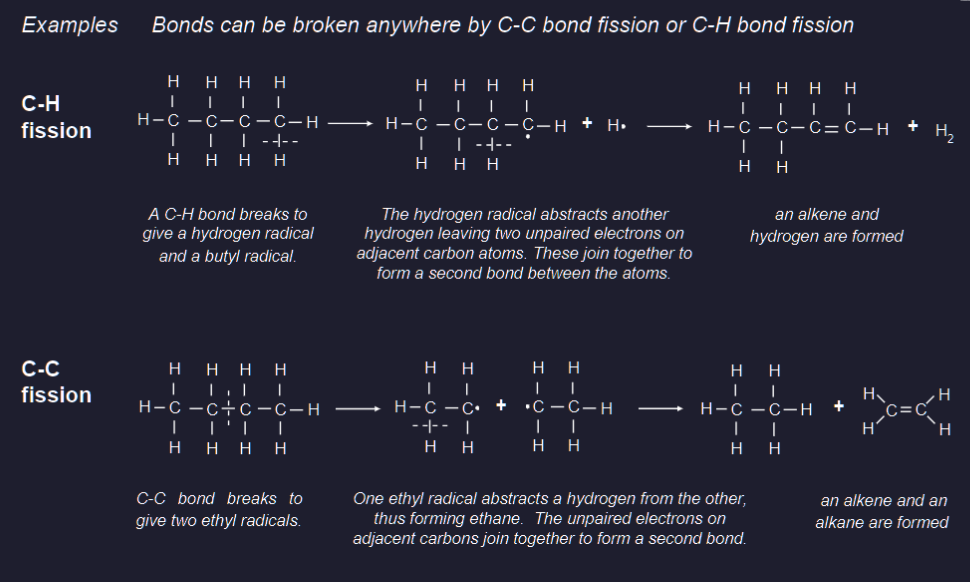 Examples Bonds can be broken anywhere by C-C bond fission or C-H bond fission
C-H
fission
H H H H
H-C-C-C-C-H
H H H H
H H H H
H-C-C-C-C-H + H•
H H H
H H H H
H-C-C-C=C-H + H2
H H
A C-H bond breaks to
give a hydrogen radical
and a butyl radical.
The hydrogen radical abstracts another
hydrogen leaving two unpaired electrons on
adjacent carbon atoms. These join together to
form a second bond between the atoms.
an alkene and
hydrogen are formed
C-C
fission
H H H H
H-C-C-C-C-H
H H H H
H H H H
H-C-C• + •C-C-H
H H H H
H H
H-C-C-H +
H H
H H
C=C
H H
C-C bond breaks to
give two ethyl radicals.
One ethyl radical abstracts a hydrogen from the other,
thus forming ethane. The unpaired electrons on
adjacent carbons join together to form a second bond.
an alkene and an
alkane are formed